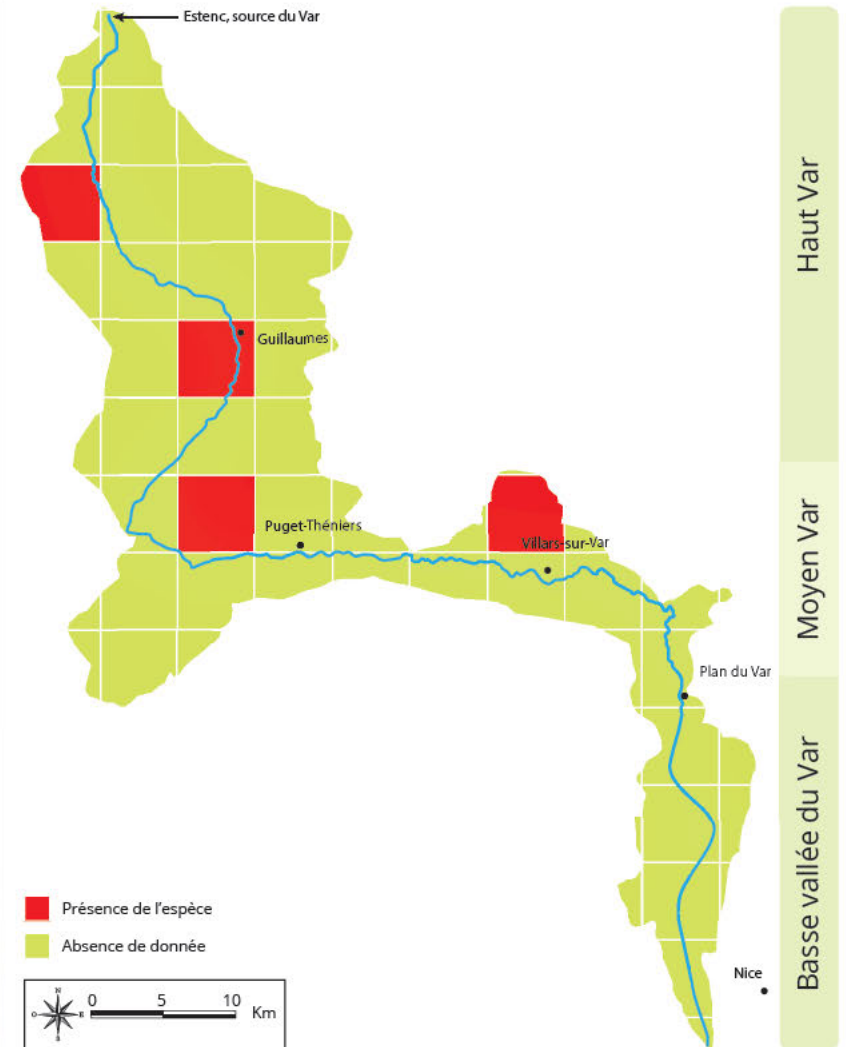 Estenc, source du Var
Haut Var
Guillaumes
Puget-Théniers
Villars-sur-Var
Moyen Var
Plan du Var
Basse vallée du Var
Présence de l'espèce
Absence de donnée
Nice
N
O
E
S
0 5 10 Km